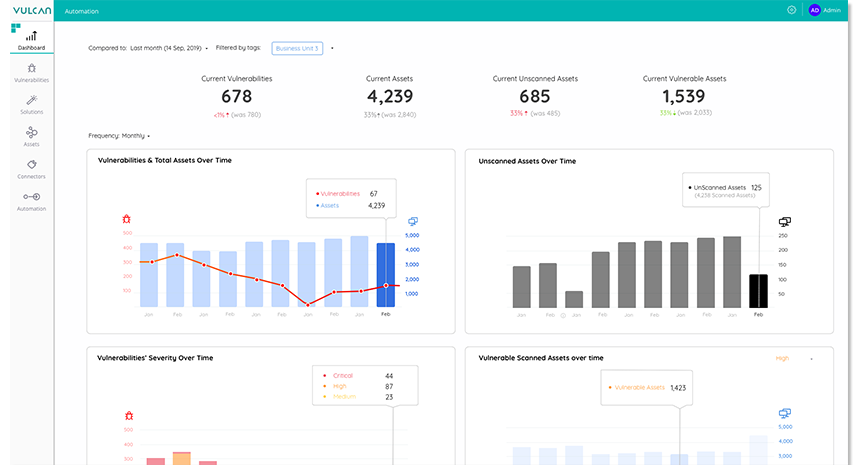 VULCAN
Automation
AD Admin
Dashboard
Vulnerabilities
Solutions
Assets
Connectors
Automation
Compared to: Last month (14 Sep, 2019)
Filtered by tags:
Business Unit 3
Current Vulnerabilities
678
<1% (was 780)
Current Assets
4,239
33% (was 2,840)
Current Unscanned Assets
685
33% (was 485)
Current Vulnerable Assets
1,539
33% (was 2,033)
Frequency: Monthly
Vulnerabilities & Total Assets Over Time
Vulnerabilities 67
Assets 4,239
500
400
300
200
100
5,000
4,000
3,000
2,000
1,000
Jan Feb Jan Feb Jan Feb Jan Feb Jan Feb
Unscanned Assets Over Time
UnScanned Assets 125
(4,236 Scanned Assets)
250
200
150
100
50
Jan Feb Jan Feb Jan Feb Jan Feb Jan Feb
Vulnerabilities' Severity Over Time
Critical 44
High 87
Medium 23
500
400
300
Vulnerable Scanned Assets over time
High
Vulnerable Assets 1,423
5,000
4,000
3,000